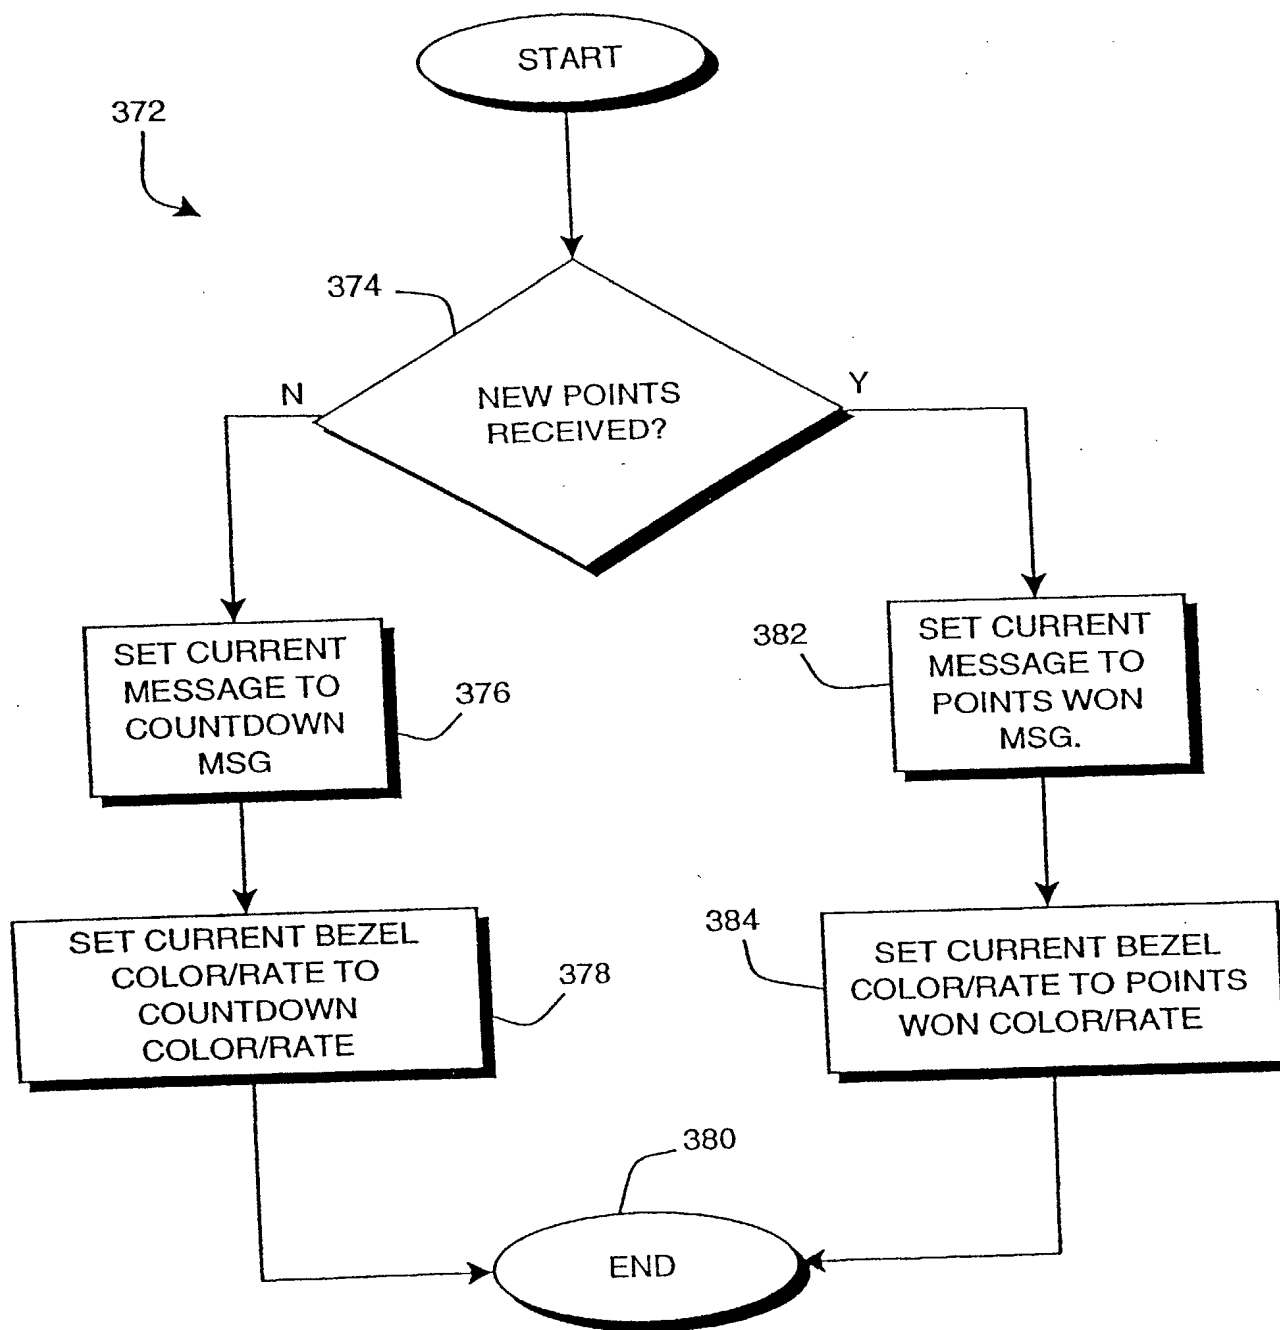 START
372
374
N
Y
NEW POINTS
RECEIVED?
SET CURRENT
MESSAGE TO
COUNTDOWN
MSG
376
382
SET CURRENT
MESSAGE TO
POINTS WON
MSG.
SET CURRENT BEZEL
COLOR/RATE TO
COUNTDOWN
COLOR/RATE
378
384
SET CURRENT BEZEL
COLOR/RATE TO POINTS
WON COLOR/RATE
380
END